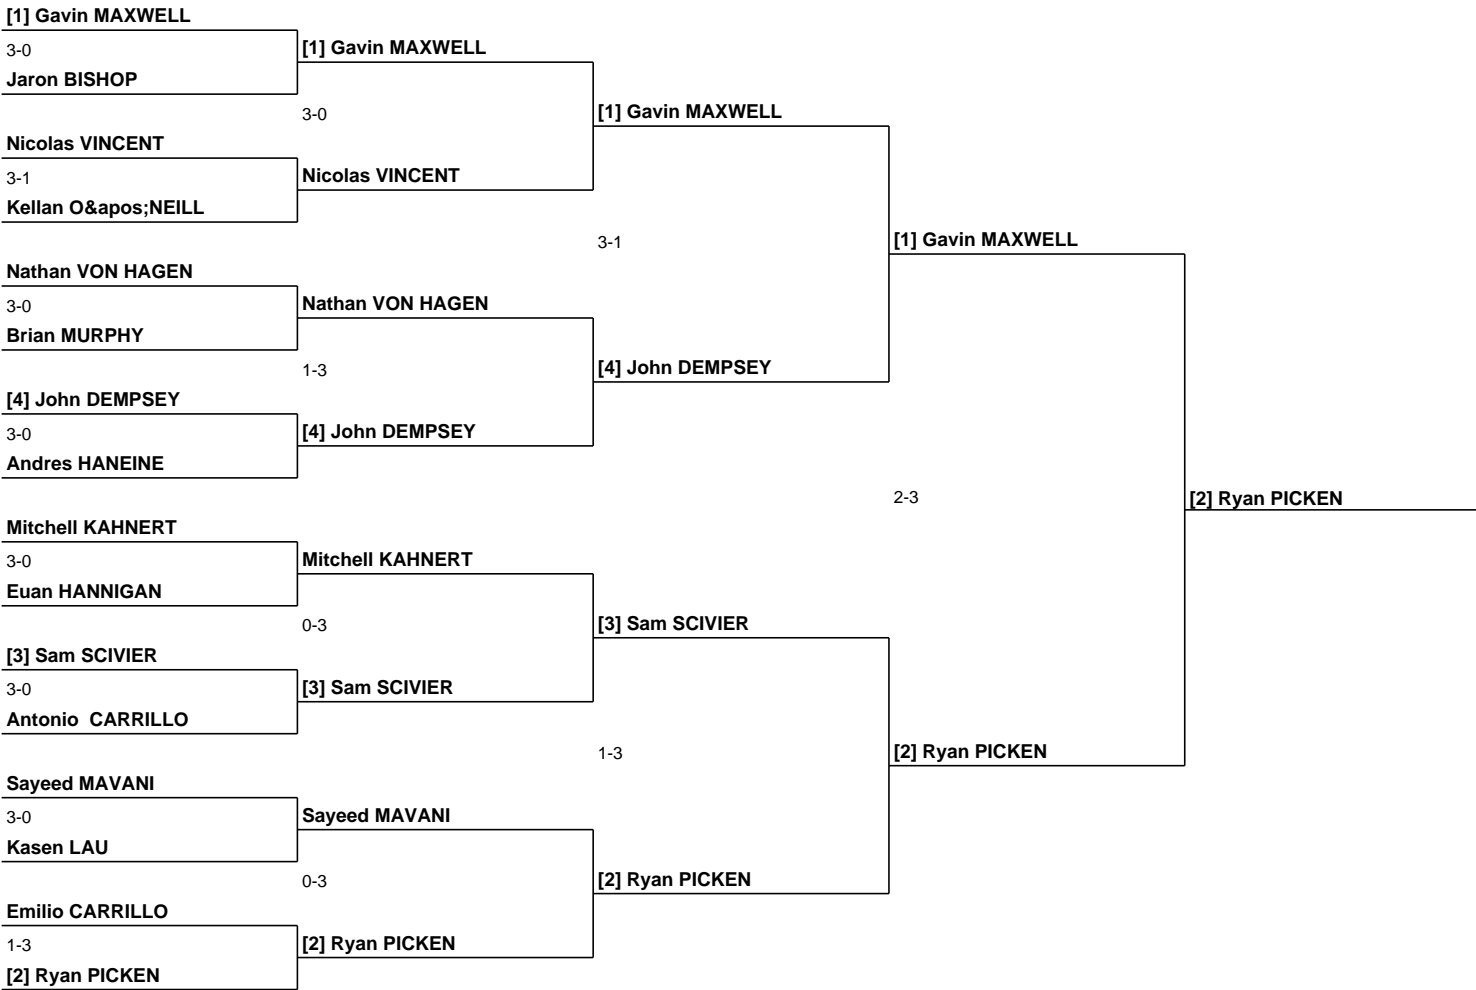 [1] Gavin MAXWELL
3-0
Jaron BISHOP
Nicolas VINCENT
3-1
Kellan O&apos;NEILL
Nathan VON HAGEN
3-0
Brian MURPHY
[4] John DEMPSEY
3-0
Andres HANEINE
Mitchell KAHNERT
3-0
Euan HANNIGAN
[3] Sam SCIVIER
3-0
Antonio  CARRILLO
Sayeed MAVANI
3-0
Kasen LAU
Emilio CARRILLO
1-3
[2] Ryan PICKEN
[1] Gavin MAXWELL
3-0
Nicolas VINCENT
Nathan VON HAGEN
1-3
[4] John DEMPSEY
Mitchell KAHNERT
0-3
[3] Sam SCIVIER
Sayeed MAVANI
0-3
[2] Ryan PICKEN
[1] Gavin MAXWELL
3-1
[4] John DEMPSEY
[3] Sam SCIVIER
1-3
[2] Ryan PICKEN
[1] Gavin MAXWELL
2-3
[2] Ryan PICKEN
[2] Ryan PICKEN